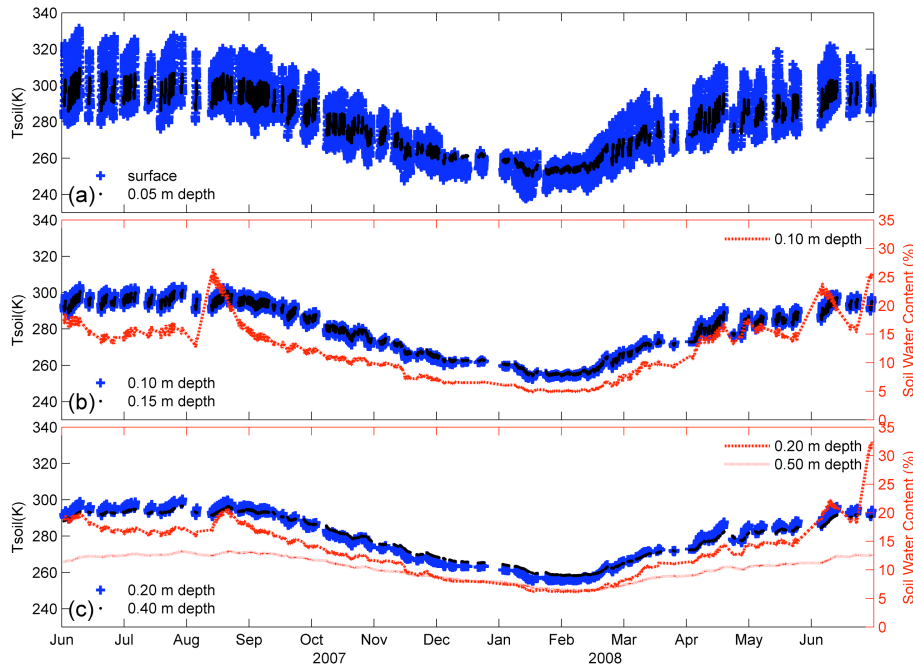 340
320
300
280
260
240
Tsoil(K)
(a)
surface
0.05 m depth
340
320
300
280
260
240
Tsoil(K)
(b)
0.10 m depth
0.15 m depth
0.10 m depth
35
30
25
20
15
10
5
0
Soil Water Content (%)
340
320
300
280
260
240
230
Tsoil(K)
(c)
0.20 m depth
0.40 m depth
0.20 m depth
0.50 m depth
35
30
25
20
15
10
5
0
Soil Water Content (%)
Jun Jul Aug Sep Oct Nov Dec Jan Feb Mar Apr May Jun
2007 2008